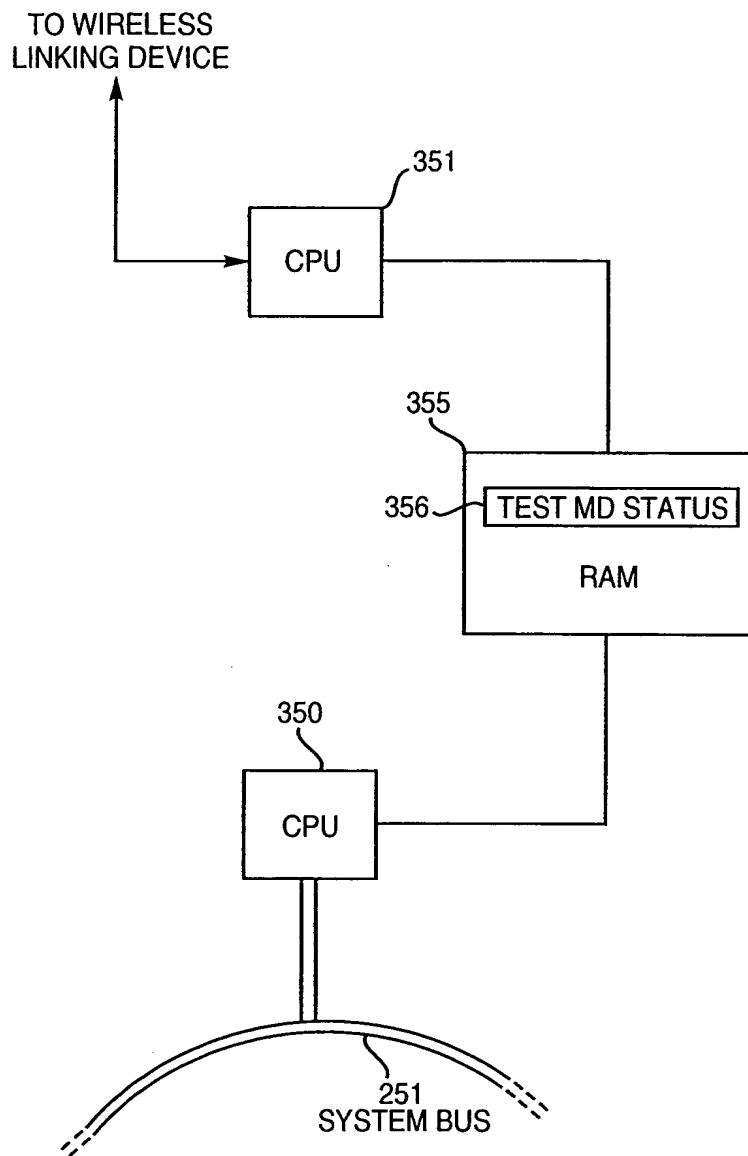 TO WIRELESS
LINKING DEVICE
351
CPU
355
356
TEST MD STATUS
RAM
350
CPU
251
SYSTEM BUS